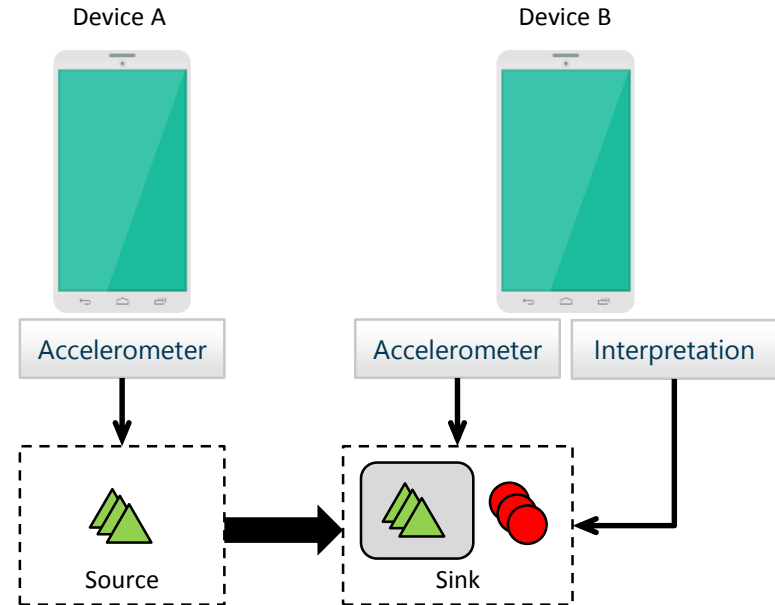 Device A
Device B
Accelerometer
Accelerometer
Interpretation
Source
Sink